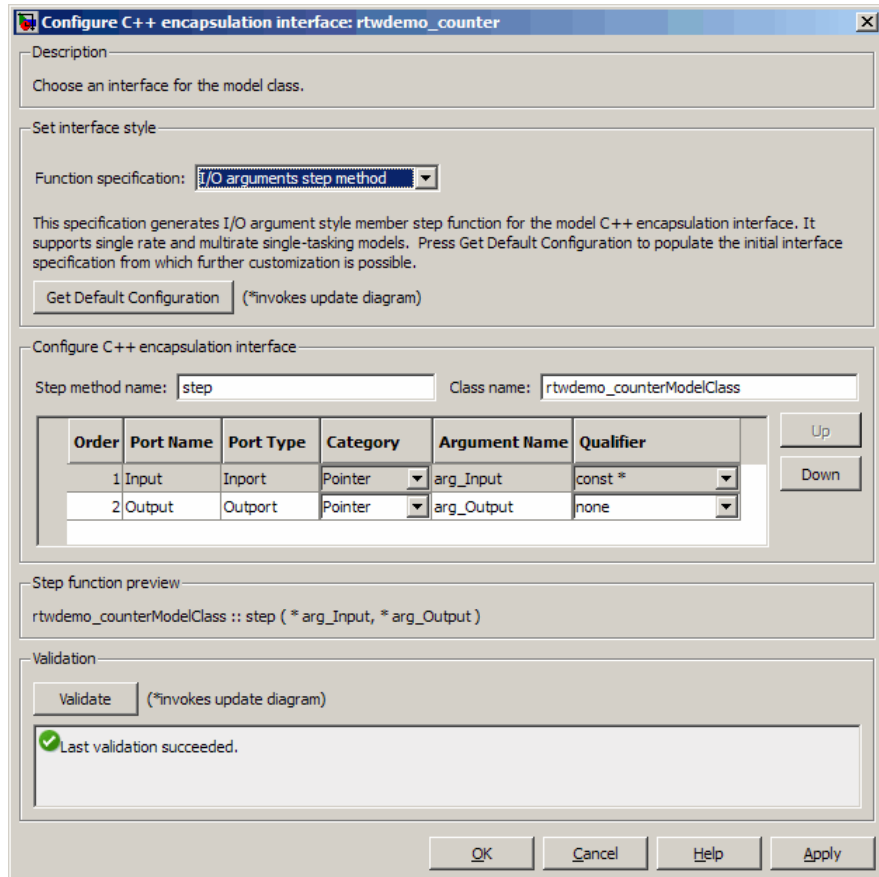 Configure C++ encapsulation interface: rtwdemo_counter
Description
Choose an interface for the model class.
Set interface style
Function specification: I/O arguments step method
This specification generates I/O argument style member step function for the model C++ encapsulation interface. It
supports single rate and multirate single-tasking models. Press Get Default Configuration to populate the initial interface
specification from which further customization is possible.
Get Default Configuration (*invokes update diagram)
Configure C++ encapsulation interface
Step method name: step Class name: rtwdemo_counterModelClass
Order Port Name Port Type Category Argument Name Qualifier Up
1 Input Inport Pointer arg_Input const * Down
2 Output Outport Pointer arg_Output none
Step function preview
rtwdemo_counterModelClass :: step ( * arg_Input, * arg_Output )
Validation
Validate (*invokes update diagram)
Last validation succeeded.
OK Cancel Help Apply